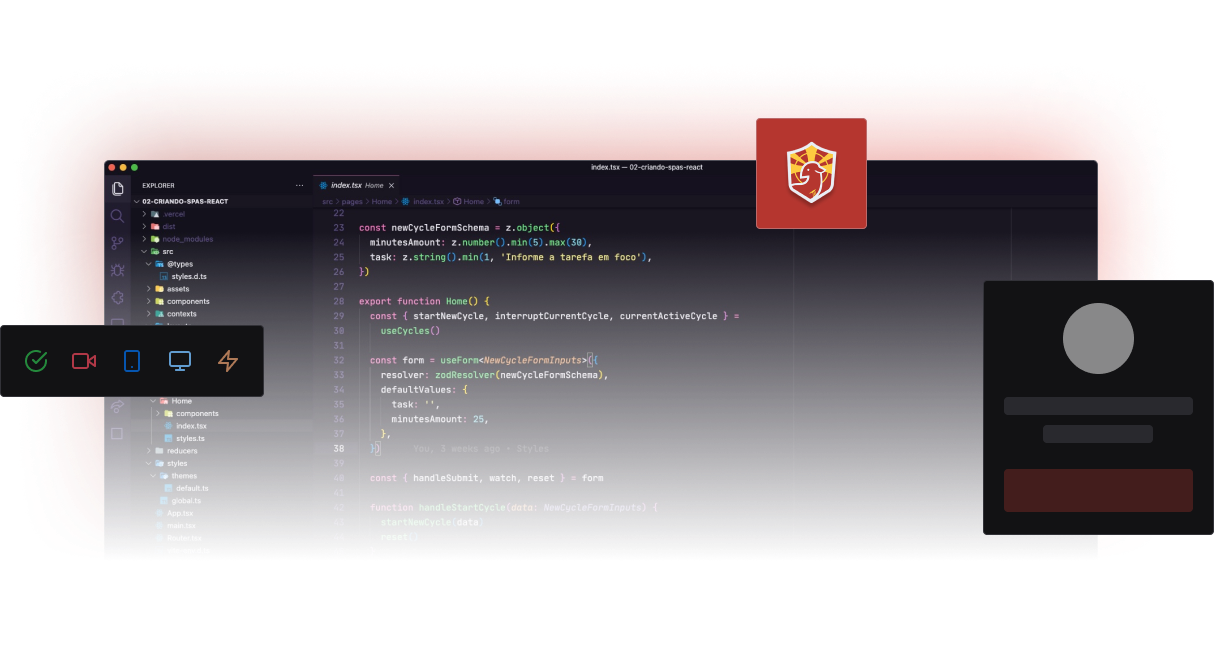 index.tsx — 02-criando-spas-react
EXPLORER
02-CRIANDO-SPAS-REACT
.vercel
dist
node_modules
src
@types
styles.d.ts
assets
components
contexts
Home
components
index.tsx
styles.ts
reducers
styles
themes
default.ts
global.ts
App.tsx
main.tsx
index.tsx Home
src > pages > Home > index.tsx > Home > form
22
23 const newCycleFormSchema = z.object({
24 minutesAmount: z.number().min(5).max(30),
25 task: z.string().min(1, 'Informe a tarefa em foco'),
26 })
27
28 export function Home() {
29 const { startNewCycle, interruptCurrentCycle, currentActiveCycle } =
30 useCycles()
31
32 const form = useForm<NewCycleFormInputs>({
33 resolver: zodResolver(newCycleFormSchema),
34 defaultValues: {
35 task: '',
36 minutesAmount: 25,
37 },
38 }) You, 3 weeks ago • Styles
39
40 const { handleSubmit, watch, reset } = form
41
42 function handleStartCycle(data: NewCycleFormInputs) {
43 startNewCycle(data)
reset()